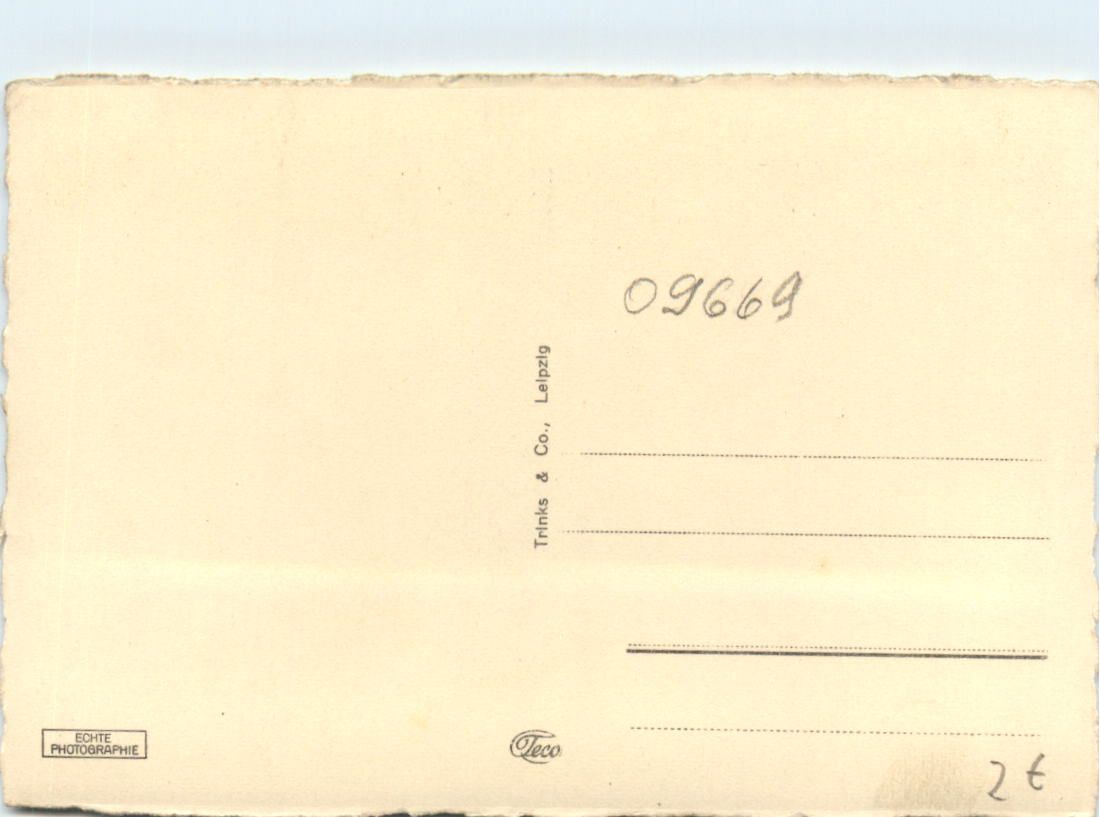 09669
Trinks & Co., Leipzig
ECHTE
PHOTOGRAPHIE
Teco
2 €